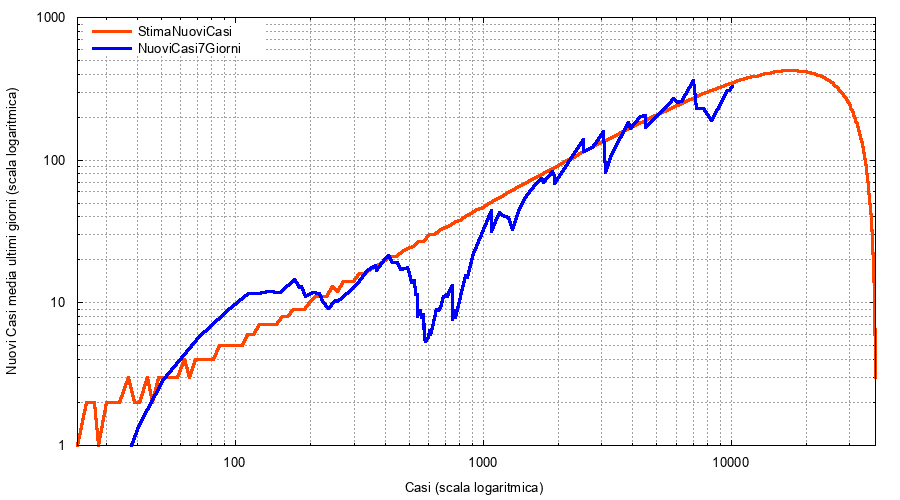 1000
StimaNuoviCasi
NuoviCasi7Giorni
100
10
1
100 1000 10000
Casi (scala logaritmica)
Nuovi Casi media ultimi giorni (scala logaritmica)